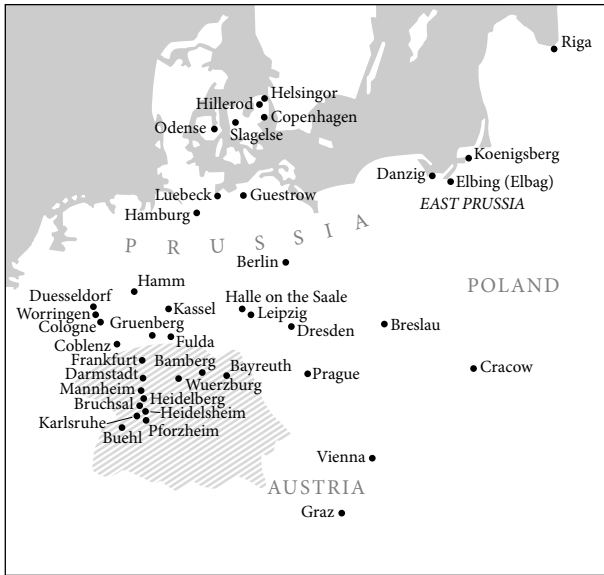 Riga
Helsingor
Hillerod
Copenhagen
Odense
Slagelse
Koenigsberg
Danzig
Elbing (Elbag)
EAST PRUSSIA
Luebeck
Guestrow
Hamburg
PRUSSIA
Berlin
POLAND
Hamm
Duesseldorf
Kassel
Halle on the Saale
Worringen
Leipzig
Cologne
Gruenberg
Dresden
Breslau
Coblenz
Fulda
Frankfurt
Bamberg
Bayreuth
Cracow
Darmstadt
Wuerzburg
Prague
Mannheim
Heidelberg
Bruchsal
Heidelsheim
Karlsruhe
Pforzheim
Buehl
Vienna
AUSTRIA
Graz